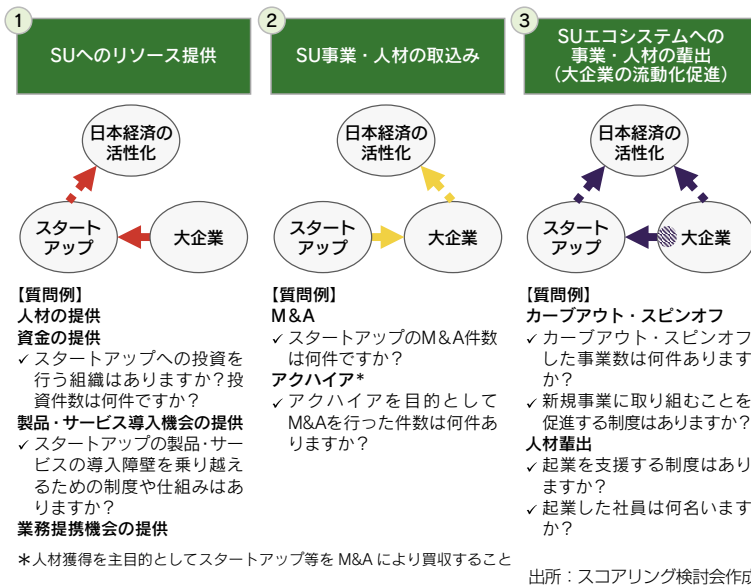 1
SUへのリソース提供
日本経済の
活性化
スタート
アップ
大企業
【質問例】
人材の提供
資金の提供
✓ スタートアップへの投資を
行う組織はありますか？投
資件数は何件ですか？
製品・サービス導入機会の提供
✓ スタートアップの製品・サー
ビスの導入障壁を乗り越え
るための制度や仕組みはあ
りますか？
業務提携機会の提供
2
SU事業・人材の取込み
日本経済の
活性化
スタート
アップ
大企業
【質問例】
M＆A
✓ スタートアップのM＆A件数
は何件ですか？
アクハイア*
✓ アクハイアを目的として
M&Aを行った件数は何件あ
りますか？
3
SUエコシステムへの
事業・人材の輩出
（大企業の流動化促進）
日本経済の
活性化
スタート
アップ
大企業
【質問例】
カーブアウト・スピンオフ
✓ カーブアウト・スピンオフ
した事業数は何件あります
か？
✓ 新規事業に取り組むことを
促進する制度はありますか？
人材輩出
✓ 起業を支援する制度はあり
ますか？
✓ 起業した社員は何名います
か？
＊人材獲得を主目的としてスタートアップ等を M&A により買収すること
出所：スコアリング検討会作成